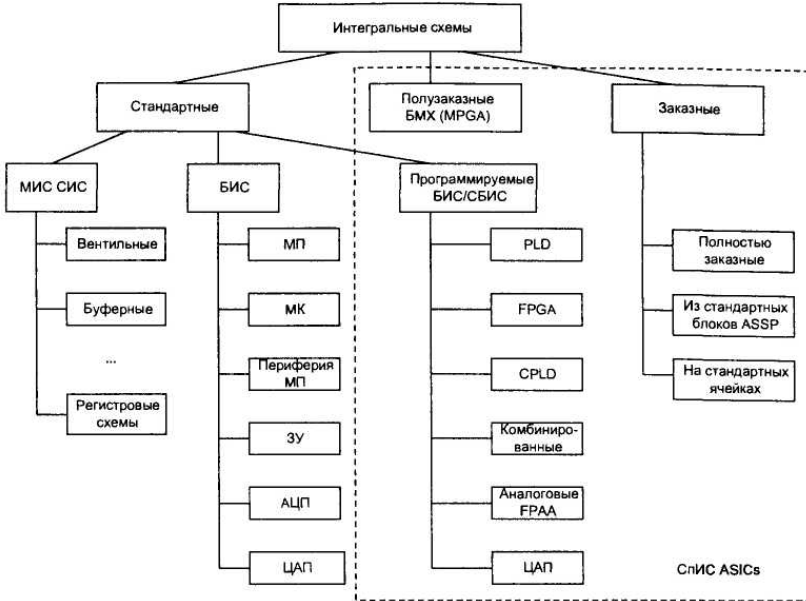 Интегральные схемы
Стандартные
Полузаказные
БМХ (MPGA)
Заказные
МИС СИС
БИС
Программируемые
БИС/СБИС
Вентильные
Буферные
...
Регистровые
схемы
МП
МК
Периферия
МП
ЗУ
АЦП
ЦАП
PLD
FPGA
CPLD
Комбиниро-
ванные
Аналоговые
FPAA
ЦАП
Полностью
заказные
Из стандартных
блоков ASSP
На стандартных
ячейках
СпИС ASICs